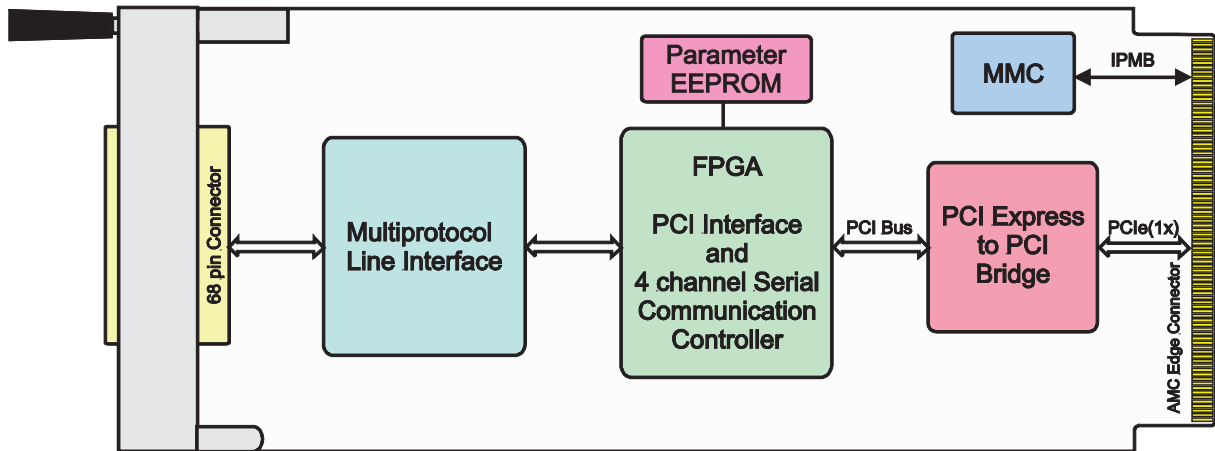 Parameter
EEPROM
MMC
IPMB
68 pin Connector
Multiprotocol
Line Interface
FPGA
PCI Interface
and
4 channel Serial
Communication
Controller
PCI Bus
PCI Express
to PCI
Bridge
PCIe(1x)
AMC Edge Connector